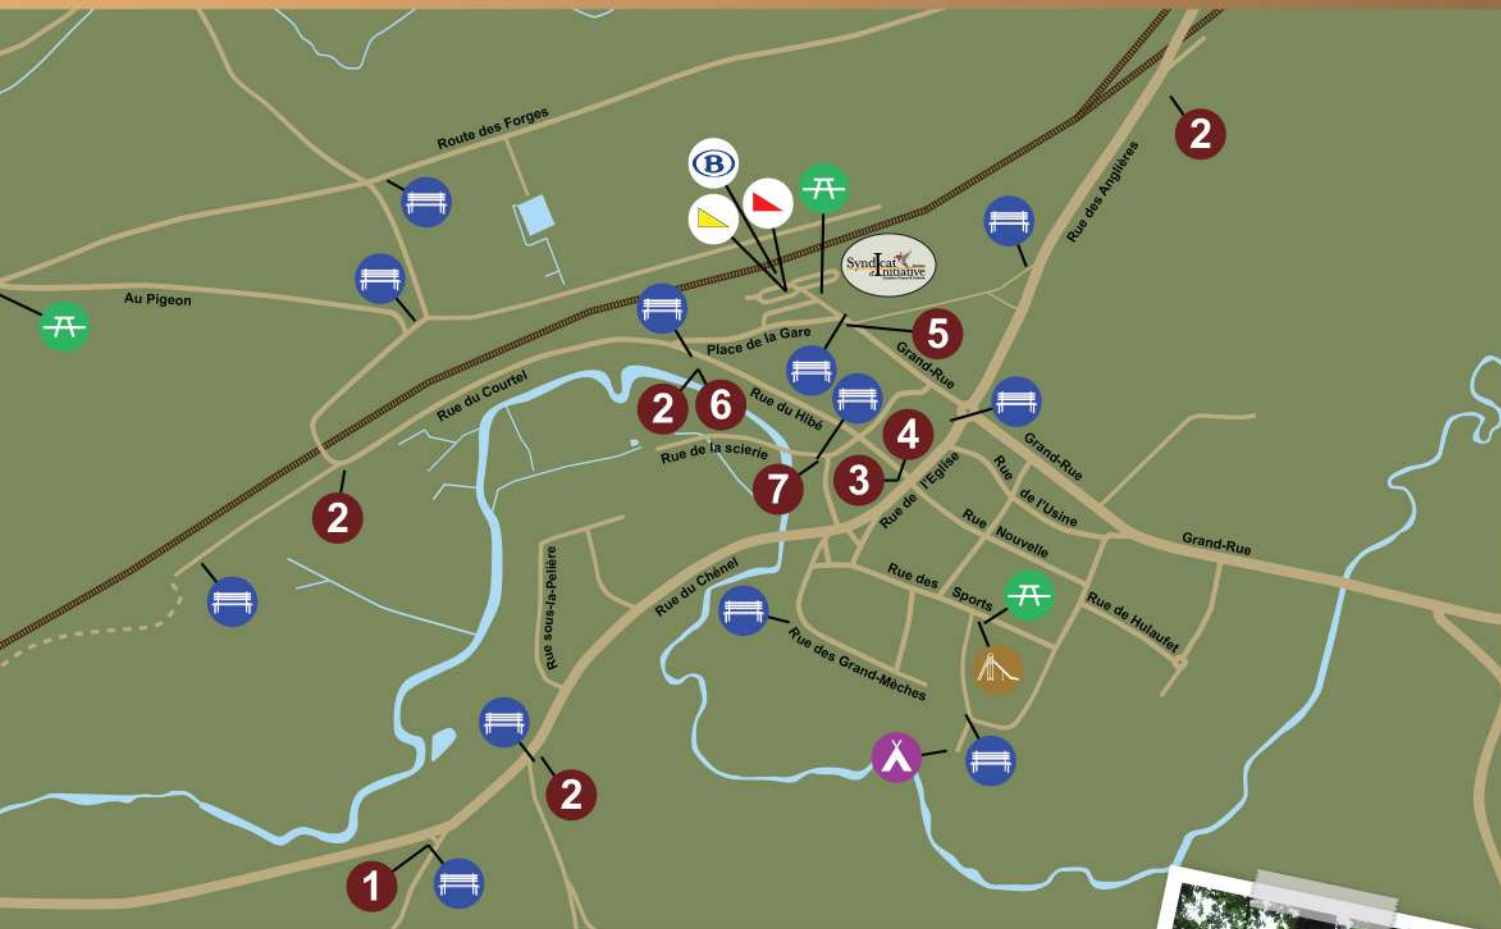 Route des Forges
2
Rue des Anglières
B
Syndicat
d'Initiative
Au Pigeon
5
Place de la Gare
Grand-Rue
Rue du Courtel
2
6
Rue du Hibé
4
Grand-Rue
Rue de la scierie
7
3
Rue de l'Eglise
Rue de l'Usine
2
Rue Nouvelle
Grand-Rue
Rue sous-la-Pelière
Rue du Chénel
Rue des Sports
Rue de Hulaufet
Rue des Grand-Mèches
2
1